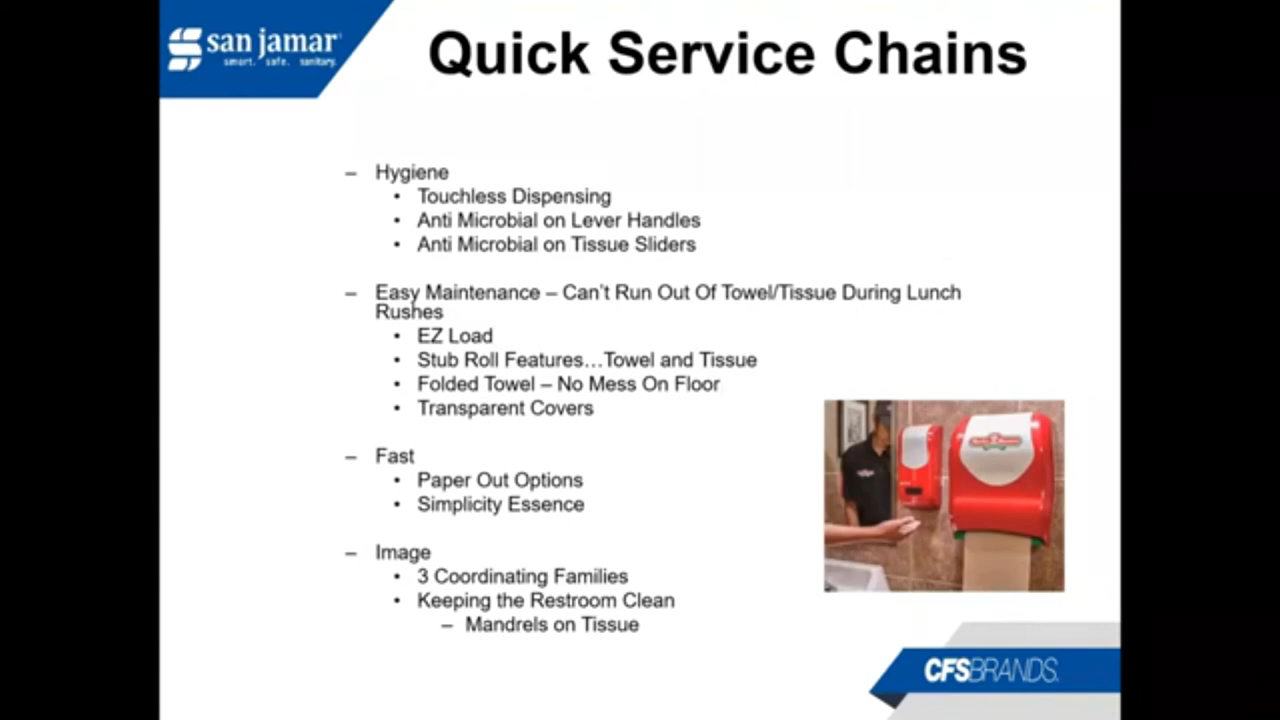 san jamar
smart. safe. sanitary.
Quick Service Chains
– Hygiene
• Touchless Dispensing
• Anti Microbial on Lever Handles
• Anti Microbial on Tissue Sliders
– Easy Maintenance – Can't Run Out Of Towel/Tissue During Lunch
Rushes
• EZ Load
• Stub Roll Features…Towel and Tissue
• Folded Towel – No Mess On Floor
• Transparent Covers
– Fast
• Paper Out Options
• Simplicity Essence
– Image
• 3 Coordinating Families
• Keeping the Restroom Clean
– Mandrels on Tissue
CFSBRANDS.